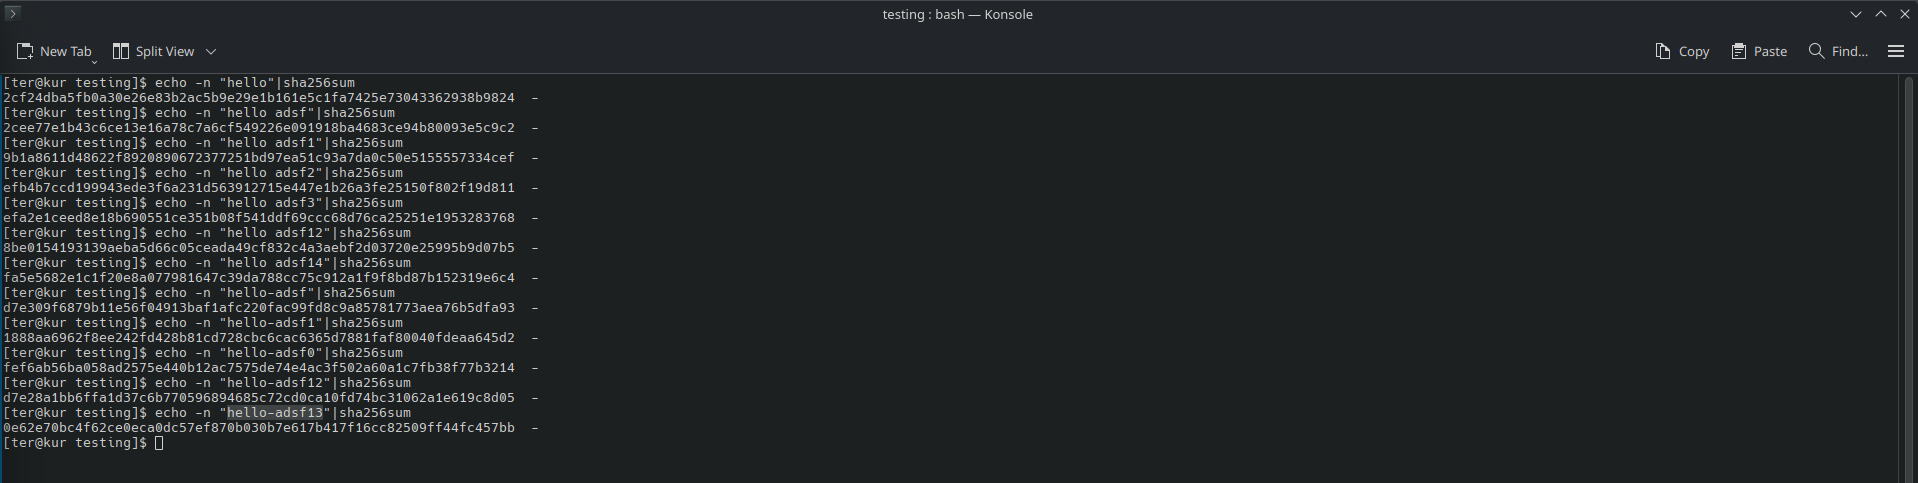 testing : bash — Konsole
New Tab Split View Copy Paste Find...
[ter@kur testing]$ echo -n "hello"|sha256sum
2cf24dba5fb0a30e26e83b2ac5b9e29e1b161e5c1fa7425e73043362938b9824  -
[ter@kur testing]$ echo -n "hello adsf"|sha256sum
2cee77e1b43c6ce13e16a78c7a6cf549226e091918ba4683ce94b80093e5c9c2  -
[ter@kur testing]$ echo -n "hello adsf1"|sha256sum
9b1a8611d48622f8920890672377251bd97ea51c93a7da0c50e5155557334cef  -
[ter@kur testing]$ echo -n "hello adsf2"|sha256sum
efb4b7ccd199943ede3f6a231d563912715e447e1b26a3fe25150f802f19d811  -
[ter@kur testing]$ echo -n "hello adsf3"|sha256sum
efa2e1ceed8e18b690551ce351b08f541ddf69ccc68d76ca25251e1953283768  -
[ter@kur testing]$ echo -n "hello adsf12"|sha256sum
8be0154193139aeba5d66c05ceada49cf832c4a3aebf2d03720e25995b9d07b5  -
[ter@kur testing]$ echo -n "hello adsf14"|sha256sum
fa5e5682e1c1f20e8a077981647c39da788cc75c912a1f9f8bd87b152319e6c4  -
[ter@kur testing]$ echo -n "hello-adsf"|sha256sum
d7e309f6879b11e56f04913baf1afc220fac99fd8c9a85781773aea76b5dfa93  -
[ter@kur testing]$ echo -n "hello-adsf1"|sha256sum
1888aa6962f8ee242fd428b81cd728cbc6cac6365d7881faf80040fdeaa645d2  -
[ter@kur testing]$ echo -n "hello-adsf0"|sha256sum
fef6ab56ba058ad2575e440b12ac7575de74e4ac3f502a60a1c7fb38f77b3214  -
[ter@kur testing]$ echo -n "hello-adsf12"|sha256sum
d7e28a1bb6ffa1d37c6b770596894685c72cd0ca10fd74bc31062a1e619c8d05  -
[ter@kur testing]$ echo -n "hello-adsf13"|sha256sum
0e62e70bc4f62ce0eca0dc57ef870b030b7e617b417f16cc82509ff44fc457bb  -
[ter@kur testing]$